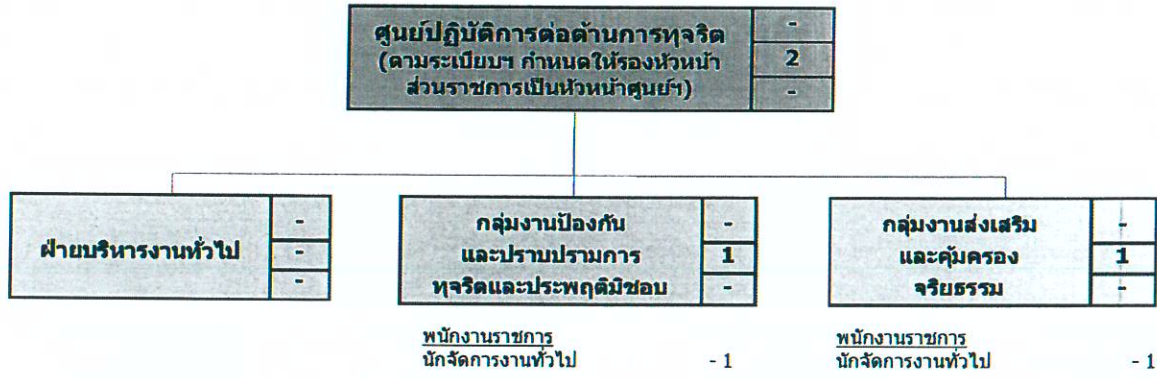 ศูนย์ปฏิบัติการต่อต้านการทุจริต
(ตามระเบียบฯ กำหนดให้รองหัวหน้า
ส่วนราชการเป็นหัวหน้าศูนย์ฯ)
-
2
-
ฝ่ายบริหารงานทั่วไป
-
-
-
กลุ่มงานป้องกัน
และปราบปรามการ
ทุจริตและประพฤติมิชอบ
-
1
-
กลุ่มงานส่งเสริม
และคุ้มครอง
จริยธรรม
-
1
-
พนักงานราชการ
นักจัดการงานทั่วไป - 1
พนักงานราชการ
นักจัดการงานทั่วไป - 1